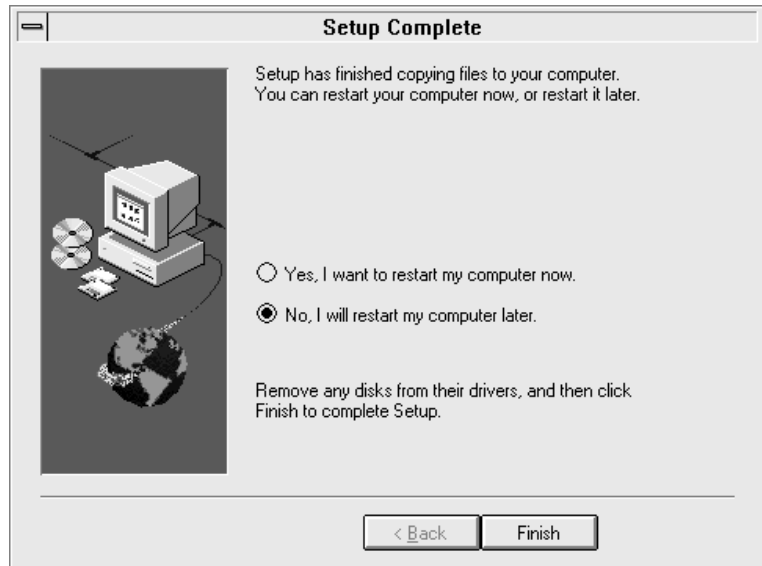 Setup Complete
Setup has finished copying files to your computer.
You can restart your computer now, or restart it later.
Yes, I want to restart my computer now.
No, I will restart my computer later.
Remove any disks from their drivers, and then click
Finish to complete Setup.
< Back
Finish